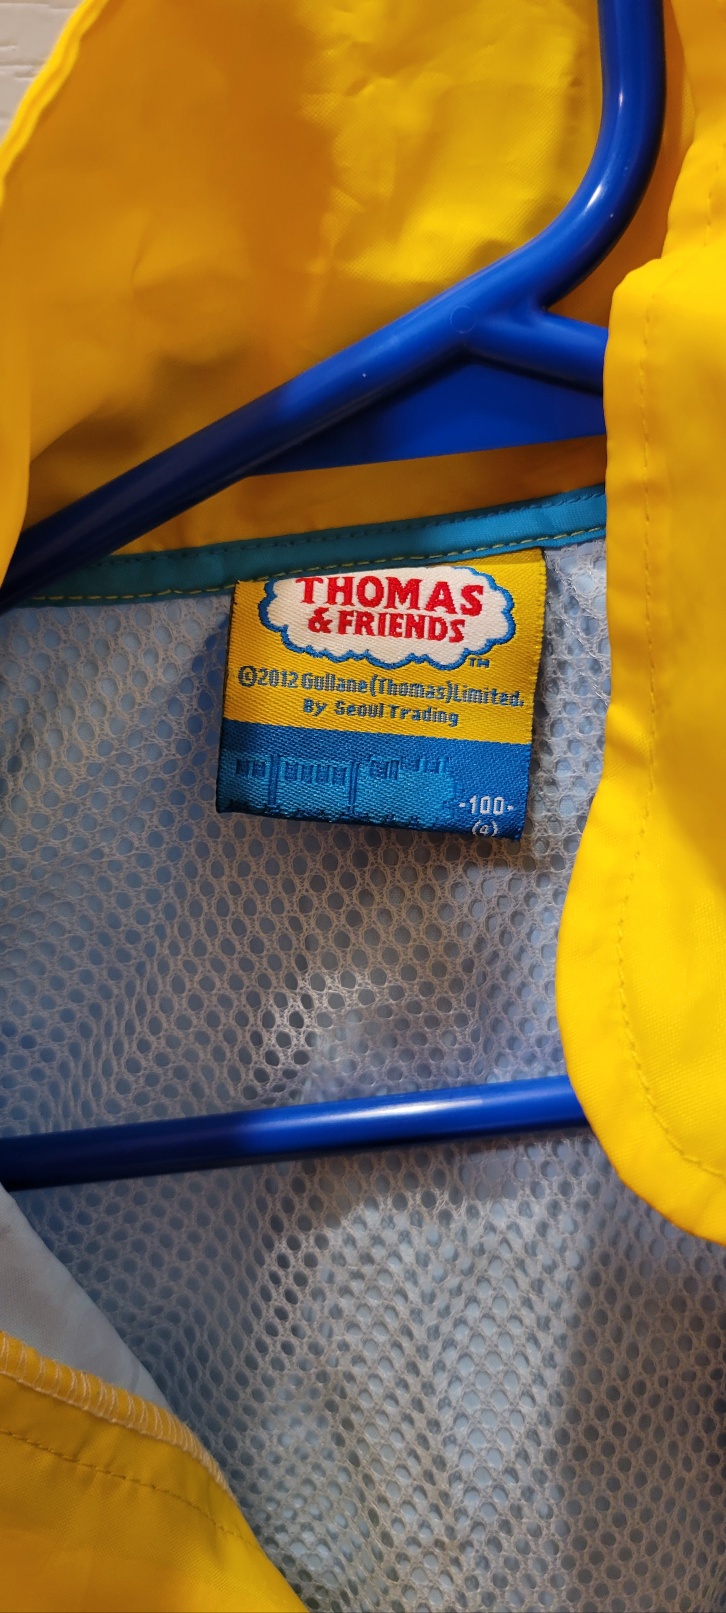 THOMAS
& FRIENDS
TM
©2012 Gullane (Thomas) Limited.
By Seoul Trading
-100-
(4)